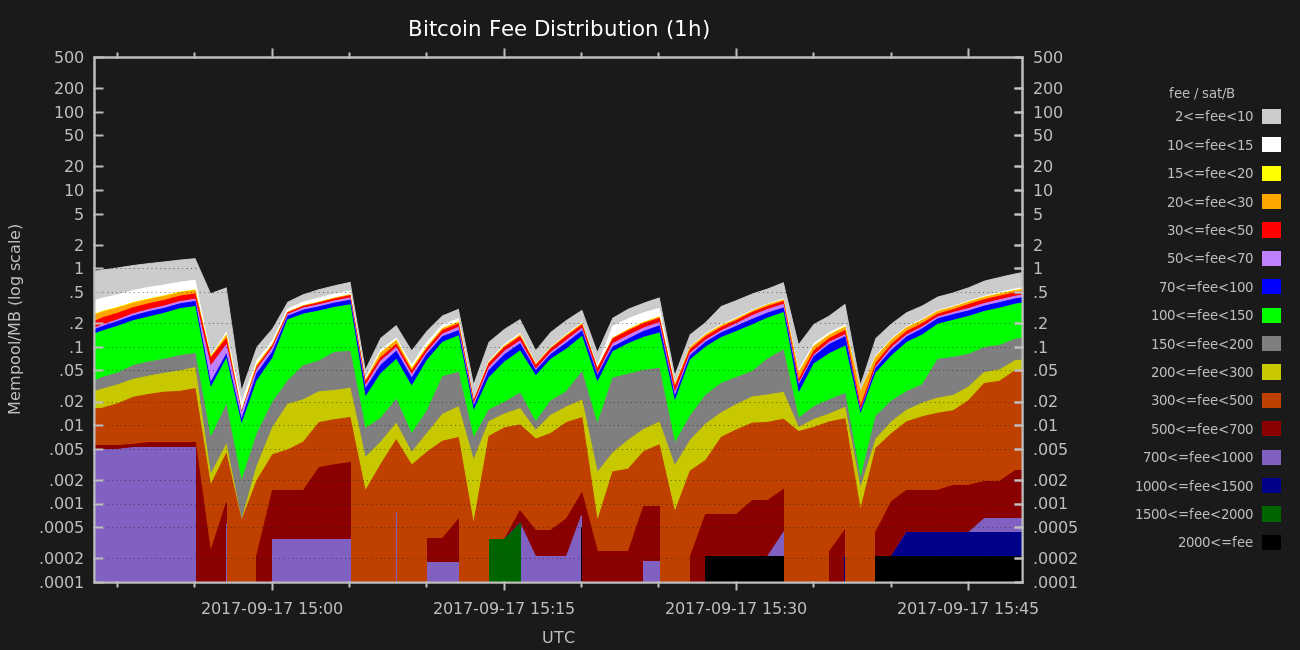 Bitcoin Fee Distribution (1h)
Mempool/MB (log scale)
500
200
100
50
20
10
5
2
1
.5
.2
.1
.05
.02
.01
.005
.002
.001
.0005
.0002
.0001
500
200
100
50
20
10
5
2
1
.5
.2
.1
.05
.02
.01
.005
.002
.001
.0005
.0002
.0001
2017-09-17 15:00 2017-09-17 15:15 2017-09-17 15:30 2017-09-17 15:45
UTC
fee / sat/B
2<=fee<10
10<=fee<15
15<=fee<20
20<=fee<30
30<=fee<50
50<=fee<70
70<=fee<100
100<=fee<150
150<=fee<200
200<=fee<300
300<=fee<500
500<=fee<700
700<=fee<1000
1000<=fee<1500
1500<=fee<2000
2000<=fee